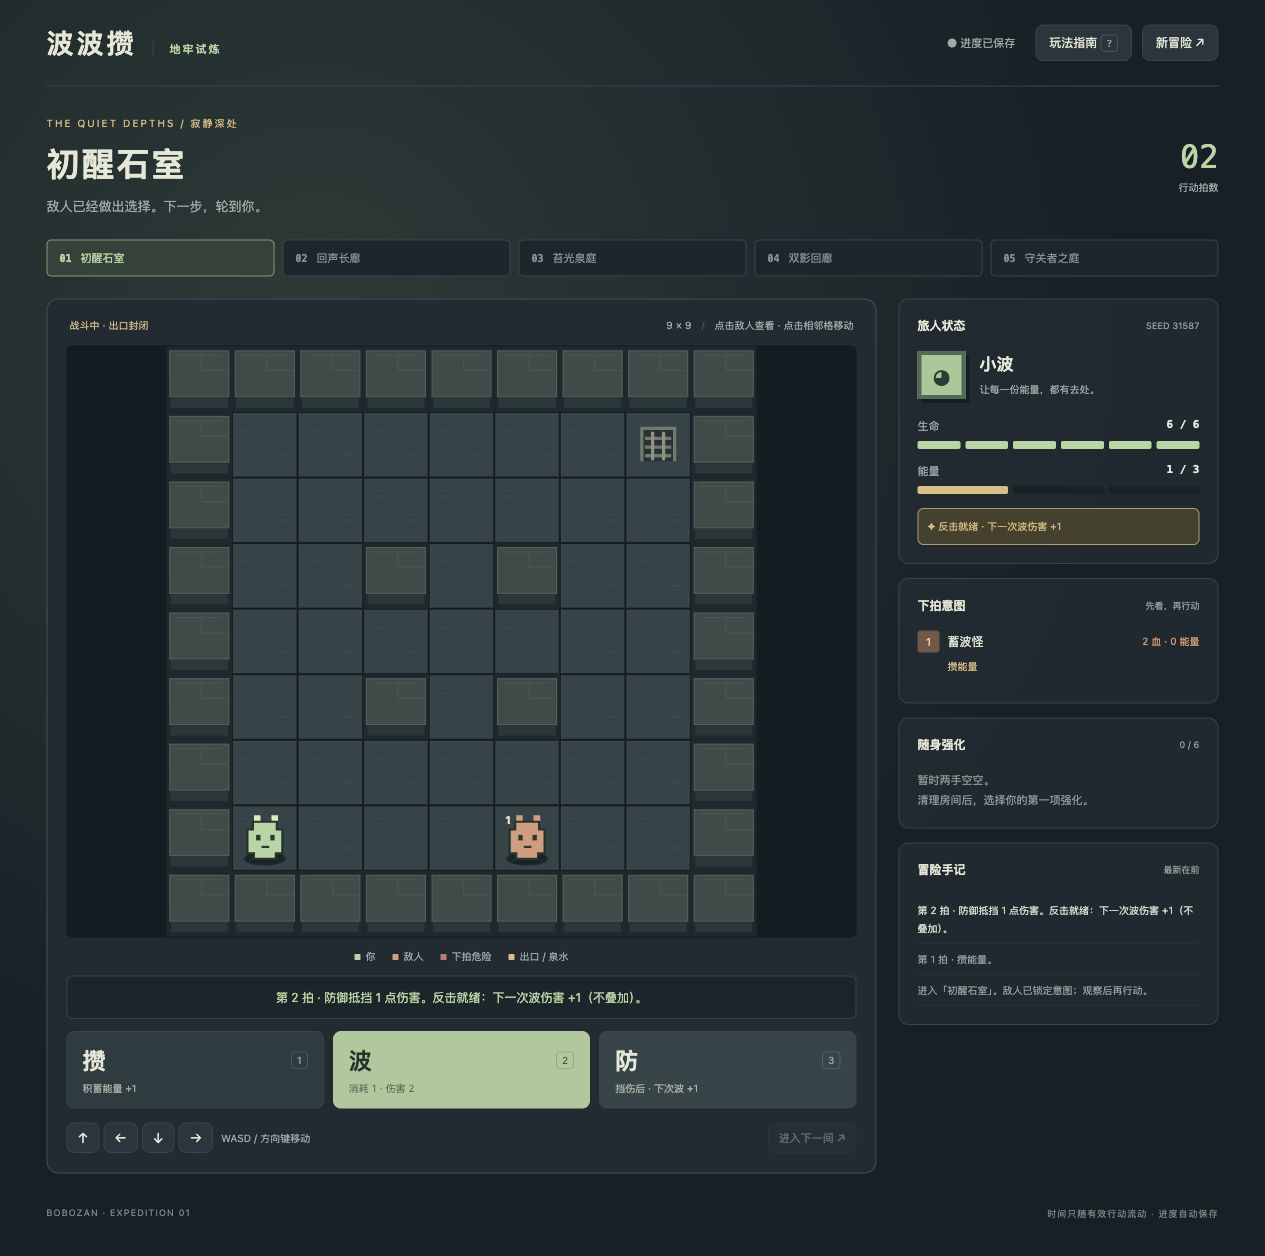 波波攒
地牢试炼
进度已保存
玩法指南 ?
新冒险 ↗
THE QUIET DEPTHS / 寂静深处
初醒石室
敌人已经做出选择。下一步，轮到你。
02
行动拍数
01 初醒石室
02 回声长廊
03 苔光泉庭
04 双影回廊
05 守关者之庭
战斗中 · 出口封闭
9 × 9 / 点击敌人查看 · 点击相邻格移动
1
你
敌人
下拍危险
出口 / 泉水
第 2 拍 · 防御抵挡 1 点伤害。反击就绪：下一次波伤害 +1（不叠加）。
攒 1
积蓄能量 +1
波 2
消耗 1 · 伤害 2
防 3
挡伤后 · 下次波 +1
↑ ← ↓ → WASD / 方向键移动
进入下一间 ↗
旅人状态 SEED 31587
小波
让每一份能量，都有去处。
生命 6 / 6
能量 1 / 3
✦ 反击就绪 · 下一次波伤害 +1
下拍意图 先看，再行动
1 蓄波怪 2 血 · 0 能量
攒能量
随身强化 0 / 6
暂时两手空空。
清理房间后，选择你的第一项强化。
冒险手记 最新在前
第 2 拍 · 防御抵挡 1 点伤害。反击就绪：下一次波伤害 +1（不
叠加）。
第 1 拍 · 攒能量。
进入「初醒石室」。敌人已锁定意图；观察后再行动。
BOBOZAN · EXPEDITION 01
时间只随有效行动流动 · 进度自动保存